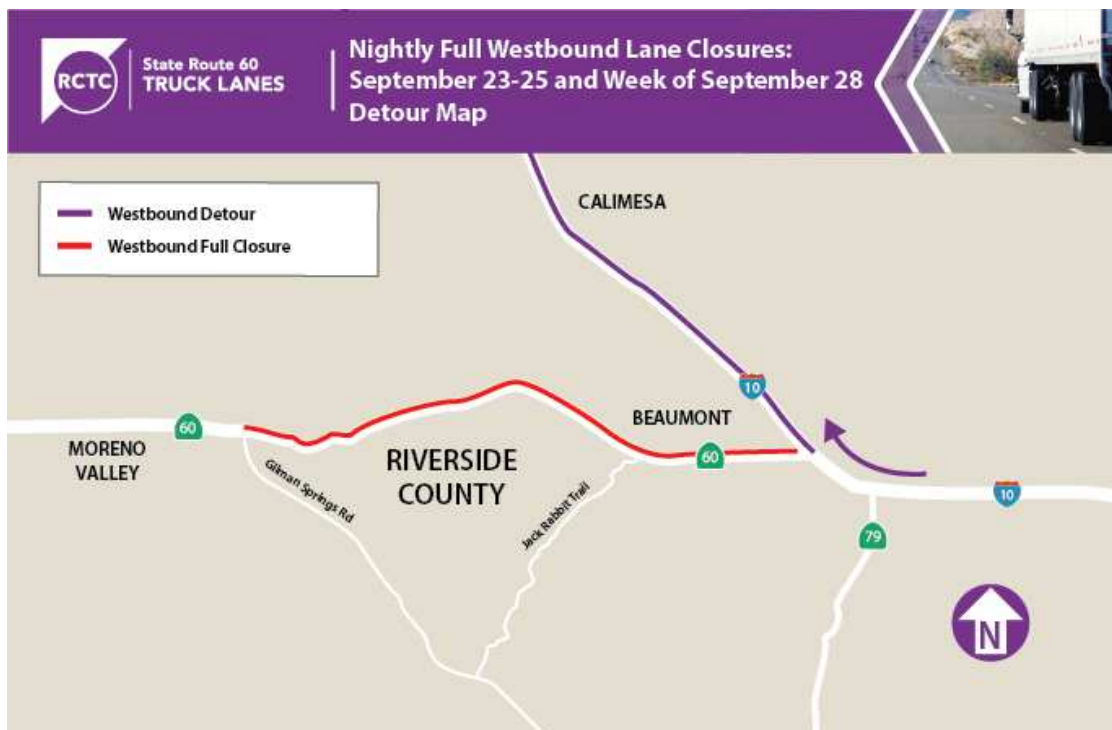 RCTC
State Route 60
TRUCK LANES
Nightly Full Westbound Lane Closures:
September 23-25 and Week of September 28
Detour Map
Westbound Detour
Westbound Full Closure
CALIMESA
10
BEAUMONT
60
MORENO
VALLEY
60
RIVERSIDE
COUNTY
Gilman Springs Rd
Jack Rabbit Trail
10
79
N